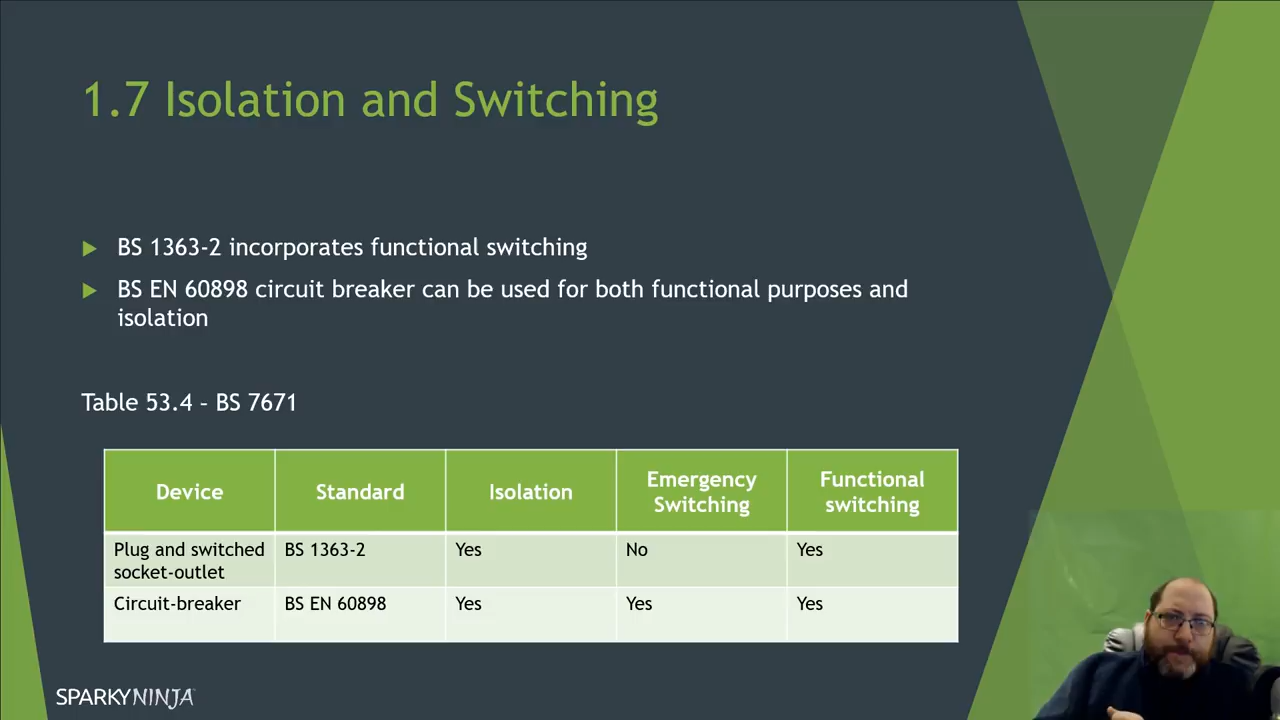 1.7 Isolation and Switching
BS 1363-2 incorporates functional switching
BS EN 60898 circuit breaker can be used for both functional purposes and
isolation
Table 53.4 – BS 7671
Device Standard Isolation Emergency Switching Functional switching
Plug and switched socket-outlet BS 1363-2 Yes No Yes
Circuit-breaker BS EN 60898 Yes Yes Yes
SPARKYNINJA